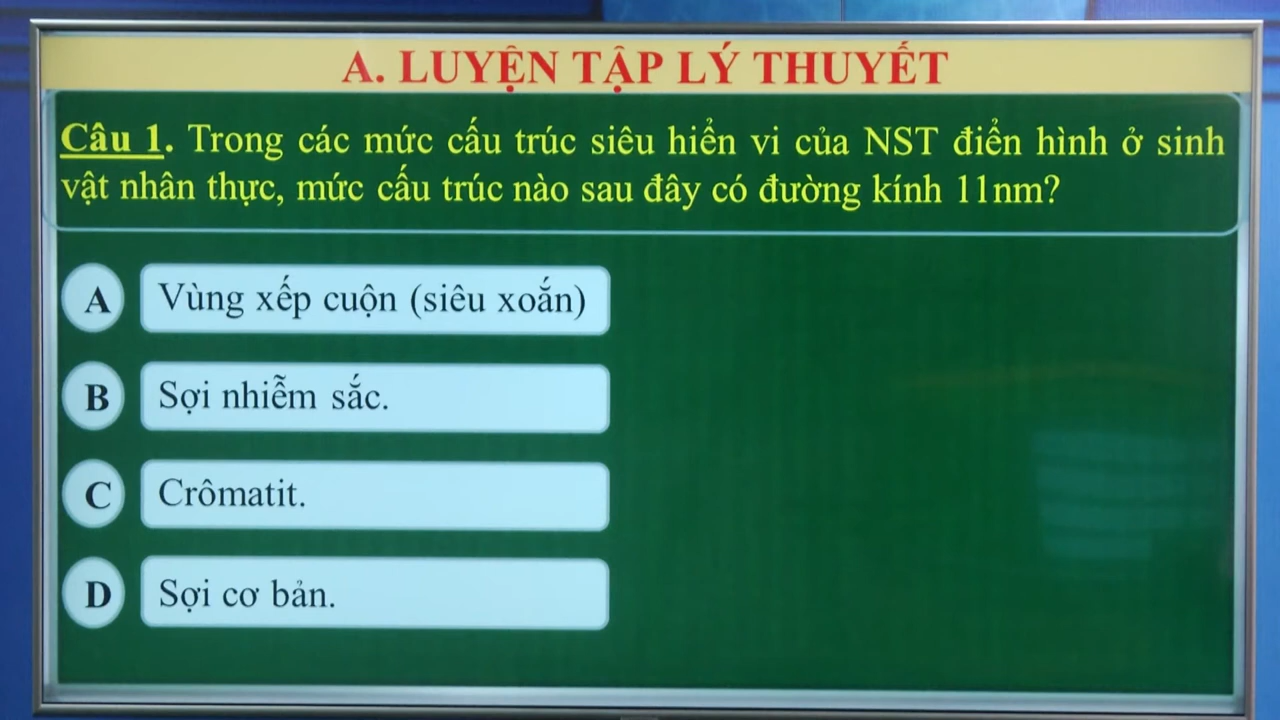 A. LUYỆN TẬP LÝ THUYẾT
Câu 1. Trong các mức cấu trúc siêu hiển vi của NST điển hình ở sinh
vật nhân thực, mức cấu trúc nào sau đây có đường kính 11nm?
A Vùng xếp cuộn (siêu xoắn)
B Sợi nhiễm sắc.
C Crômatit.
D Sợi cơ bản.